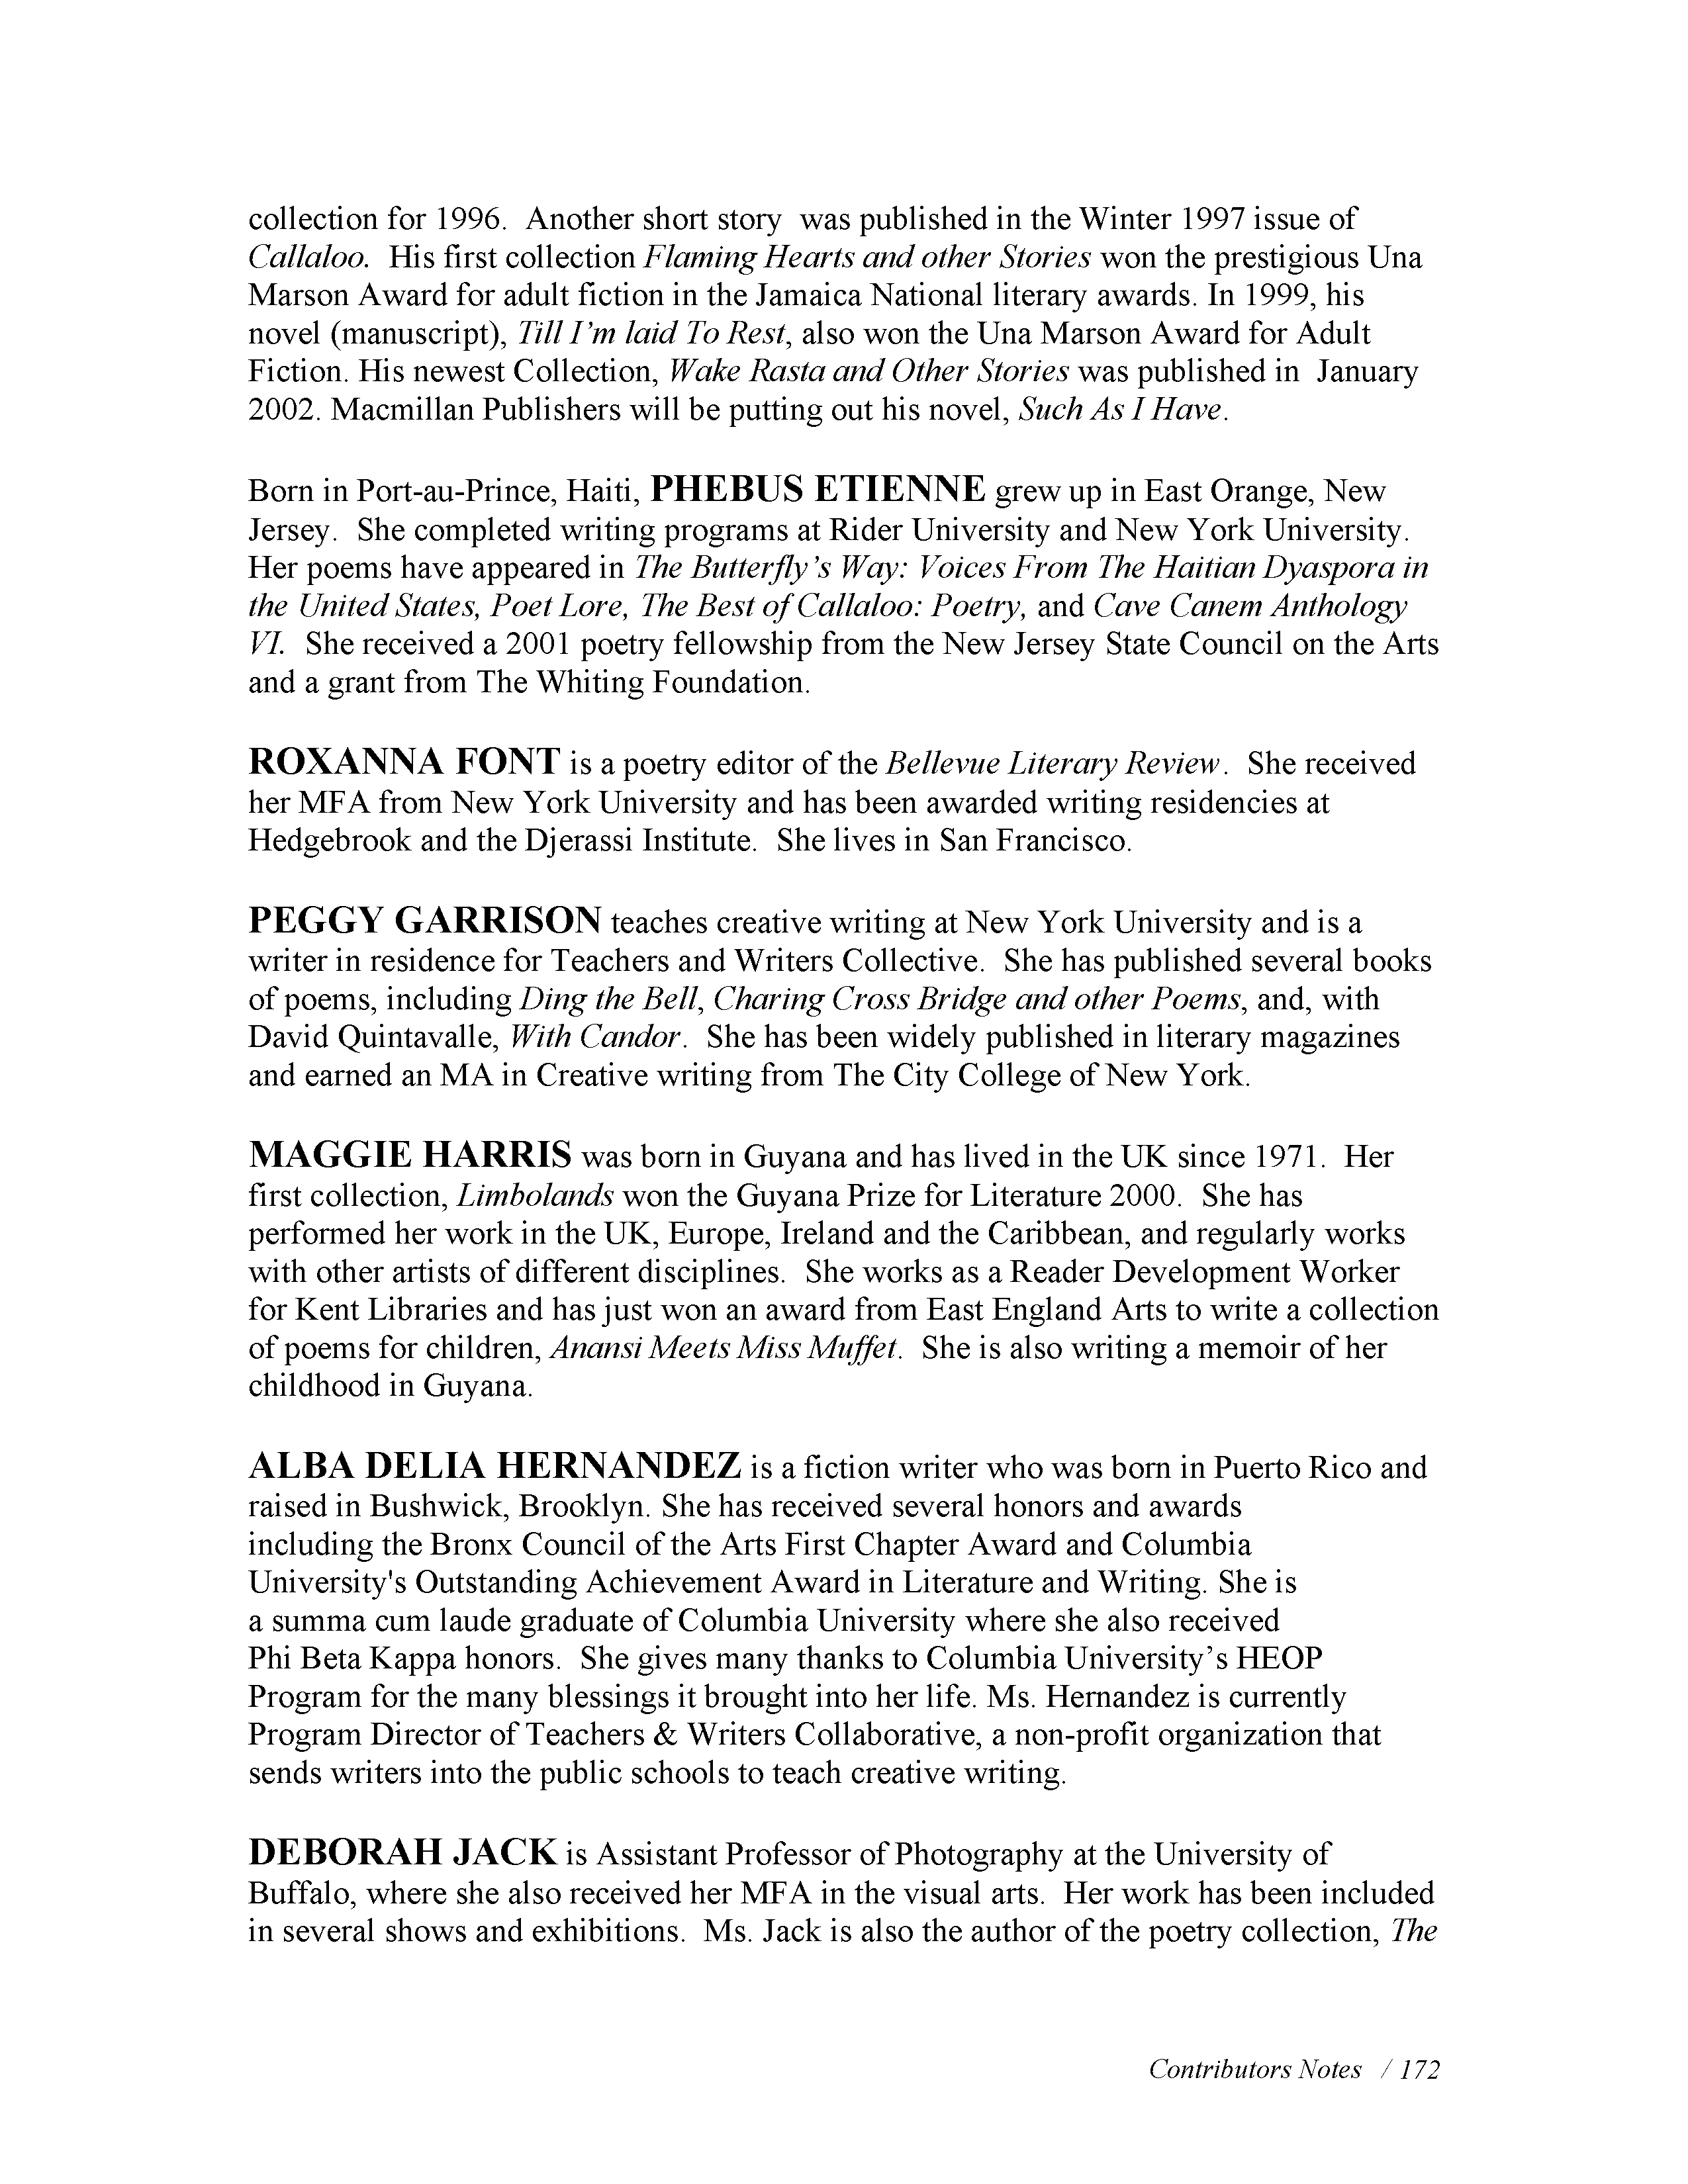 collection for 1996.  Another short story  was published in the Winter 1997 issue of
Callaloo.  His first collection Flaming Hearts and other Stories won the prestigious Una
Marson Award for adult fiction in the Jamaica National literary awards. In 1999, his
novel (manuscript), Till I’m laid To Rest, also won the Una Marson Award for Adult
Fiction. His newest Collection, Wake Rasta and Other Stories was published in  January
2002. Macmillan Publishers will be putting out his novel, Such As I Have.

Born in Port-au-Prince, Haiti, PHEBUS ETIENNE grew up in East Orange, New
Jersey.  She completed writing programs at Rider University and New York University.
Her poems have appeared in The Butterfly’s Way: Voices From The Haitian Dyaspora in
the United States, Poet Lore, The Best of Callaloo: Poetry, and Cave Canem Anthology
VI.  She received a 2001 poetry fellowship from the New Jersey State Council on the Arts
and a grant from The Whiting Foundation.

ROXANNA FONT is a poetry editor of the Bellevue Literary Review.  She received
her MFA from New York University and has been awarded writing residencies at
Hedgebrook and the Djerassi Institute.  She lives in San Francisco.

PEGGY GARRISON teaches creative writing at New York University and is a
writer in residence for Teachers and Writers Collective.  She has published several books
of poems, including Ding the Bell, Charing Cross Bridge and other Poems, and, with
David Quintavalle, With Candor.  She has been widely published in literary magazines
and earned an MA in Creative writing from The City College of New York.

MAGGIE HARRIS was born in Guyana and has lived in the UK since 1971.  Her
first collection, Limbolands won the Guyana Prize for Literature 2000.  She has
performed her work in the UK, Europe, Ireland and the Caribbean, and regularly works
with other artists of different disciplines.  She works as a Reader Development Worker
for Kent Libraries and has just won an award from East England Arts to write a collection
of poems for children, Anansi Meets Miss Muffet.  She is also writing a memoir of her
childhood in Guyana.

ALBA DELIA HERNANDEZ is a fiction writer who was born in Puerto Rico and
raised in Bushwick, Brooklyn. She has received several honors and awards
including the Bronx Council of the Arts First Chapter Award and Columbia
University's Outstanding Achievement Award in Literature and Writing. She is
a summa cum laude graduate of Columbia University where she also received
Phi Beta Kappa honors.  She gives many thanks to Columbia University’s HEOP
Program for the many blessings it brought into her life. Ms. Hernandez is currently
Program Director of Teachers & Writers Collaborative, a non-profit organization that
sends writers into the public schools to teach creative writing.

DEBORAH JACK is Assistant Professor of Photography at the University of
Buffalo, where she also received her MFA in the visual arts.  Her work has been included
in several shows and exhibitions.  Ms. Jack is also the author of the poetry collection, The

Contributors Notes  / 172